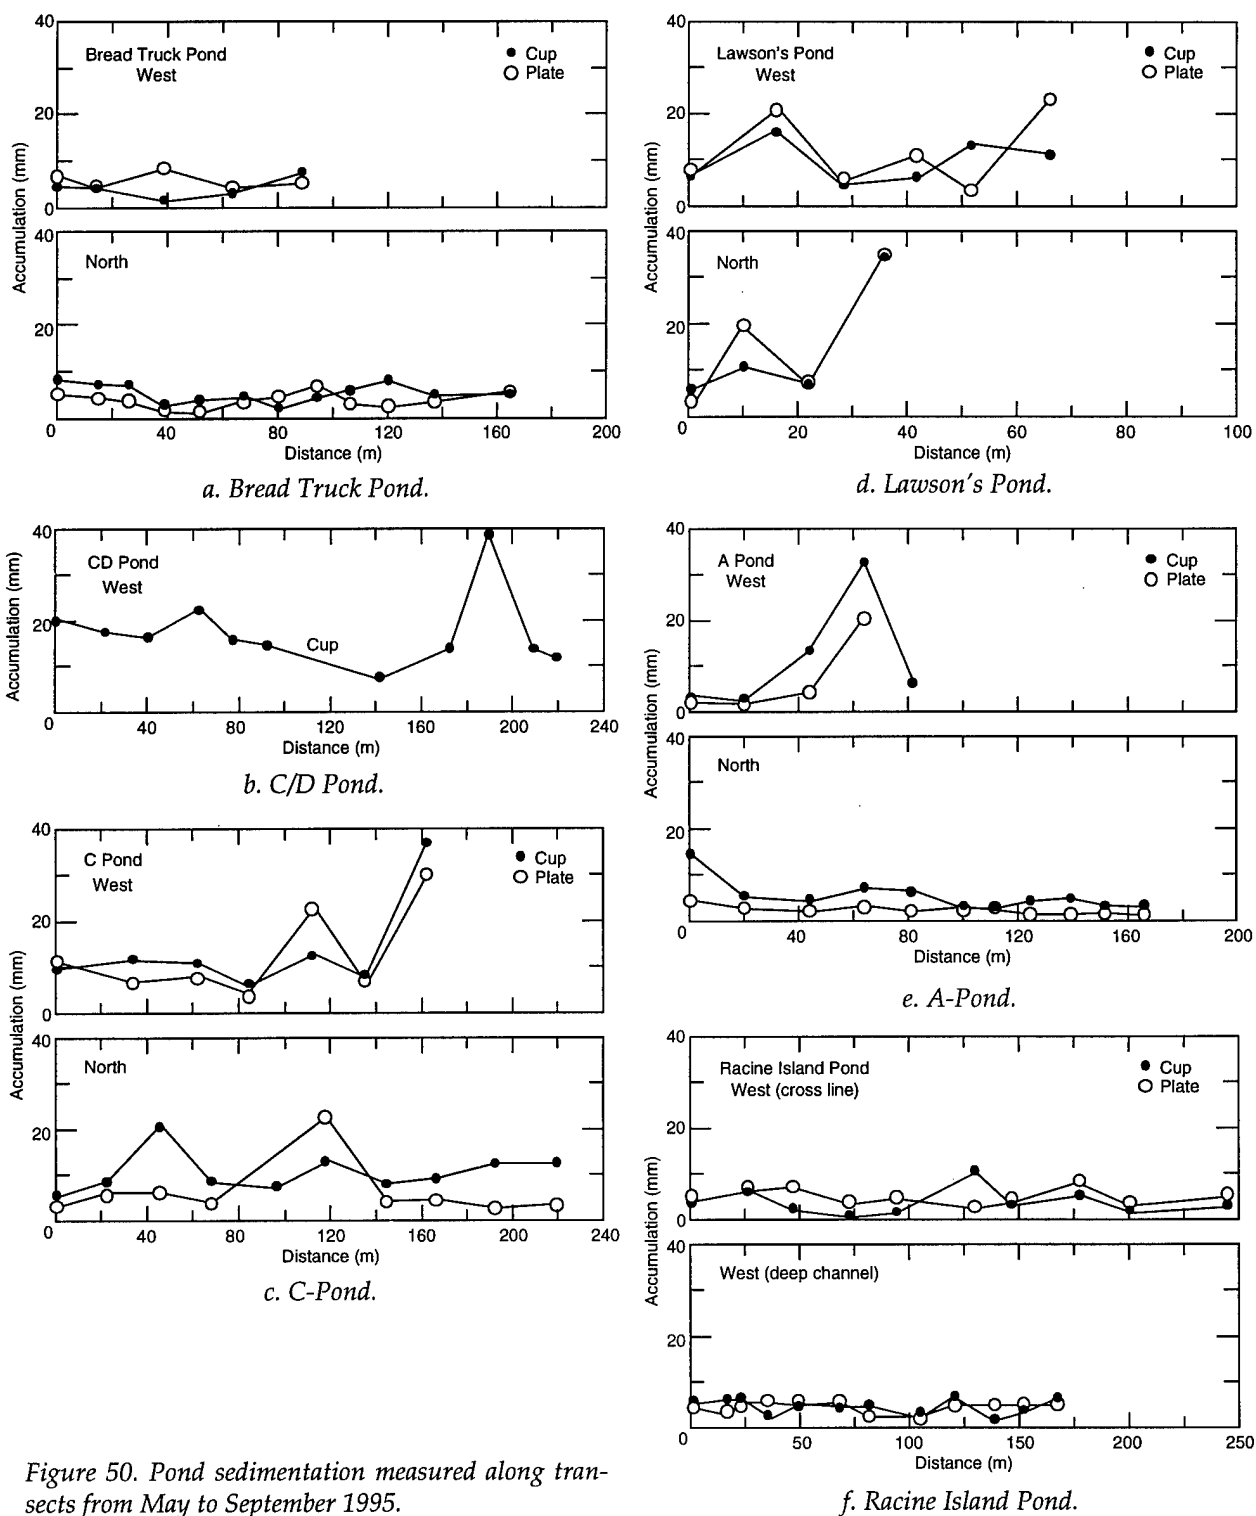 40
Bread Truck Pond
West
Cup
Plate
20
0
Accumulation (mm)
40
North
20
0 40 80 120 160 200
Distance (m)
a. Bread Truck Pond.
40
CD Pond
West
20
Cup
Accumulation (mm)
0 40 80 120 160 200 240
Distance (m)
b. C/D Pond.
40
C Pond
West
Cup
Plate
20
0
Accumulation (mm)
40
North
20
0 40 80 120 160 200 240
Distance (m)
c. C-Pond.
Figure 50. Pond sedimentation measured along tran-
sects from May to September 1995.
40
Lawson's Pond
West
Cup
Plate
20
0
Accumulation (mm)
40
North
20
0 20 40 60 80 100
Distance (m)
d. Lawson's Pond.
40
A Pond
West
Cup
Plate
20
0
Accumulation (mm)
40
North
20
0 40 80 120 160 200
Distance (m)
e. A-Pond.
40
Racine Island Pond
West (cross line)
Cup
Plate
20
0
Accumulation (mm)
40
West (deep channel)
20
0 50 100 150 200 250
Distance (m)
f. Racine Island Pond.